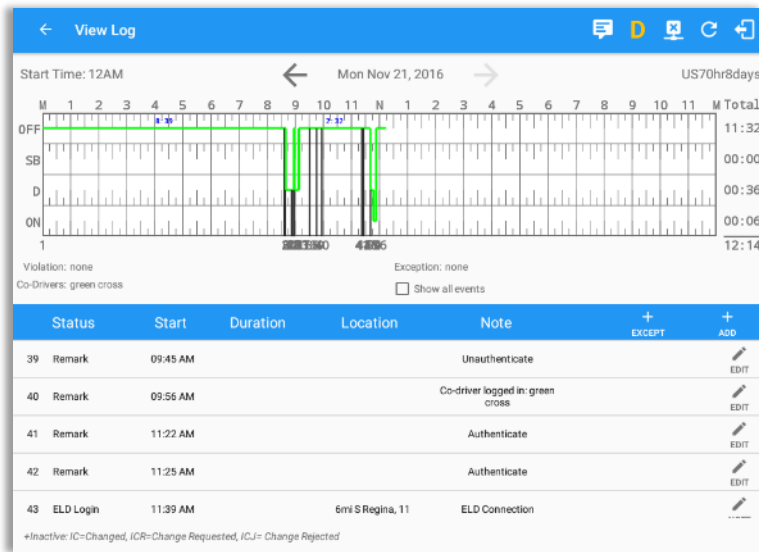 View Log
D
Start Time: 12AM
Mon Nov 21, 2016
US70hr8days
M 1 2 3 4 5 6 7 8 9 10 11 N 1 2 3 4 5 6 7 8 9 10 11 M Total
OFF 11:32
SB 00:00
D 00:36
ON 00:06
1 12:14
Violation: none
Exception: none
Co-Drivers: green cross
Show all events
Status Start Duration Location Note + EXCEPT + ADD
39 Remark 09:45 AM Unauthenticate EDIT
40 Remark 09:56 AM Co-driver logged in: green
cross EDIT
41 Remark 11:22 AM Authenticate EDIT
42 Remark 11:25 AM Authenticate EDIT
43 ELD Login 11:39 AM 6mi S Regina, 11 ELD Connection
+Inactive: IC=Changed, ICR=Change Requested, ICJ= Change Rejected